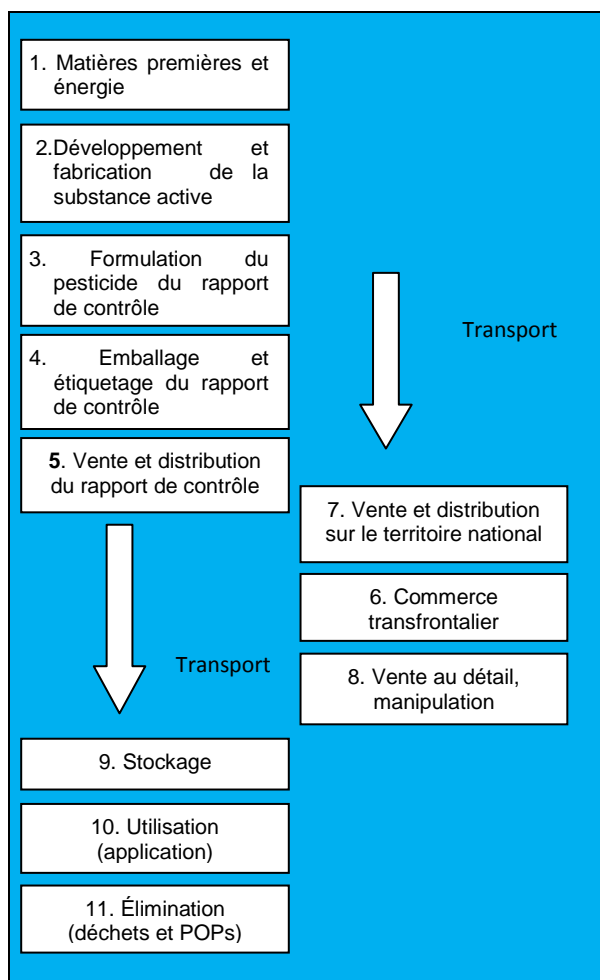 1. Matières premières et
énergie
2.Développement et
fabrication de la
substance active
3. Formulation du
pesticide du rapport
de contrôle
4. Emballage et
étiquetage du rapport
de contrôle
5. Vente et distribution
du rapport de contrôle
Transport
7. Vente et distribution
sur le territoire national
6. Commerce
transfrontalier
8. Vente au détail,
manipulation
Transport
9. Stockage
10. Utilisation
(application)
11. Élimination
(déchets et POPs)